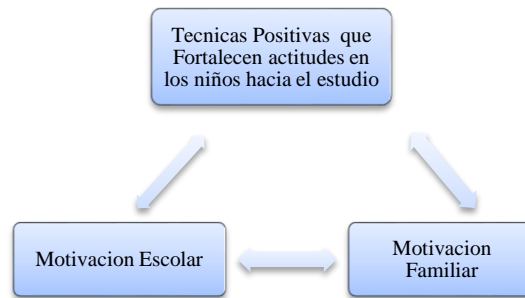 Tecnicas Positivas que
Fortalecen actitudes en
los niños hacia el estudio
Motivacion Escolar
Motivacion
Familiar